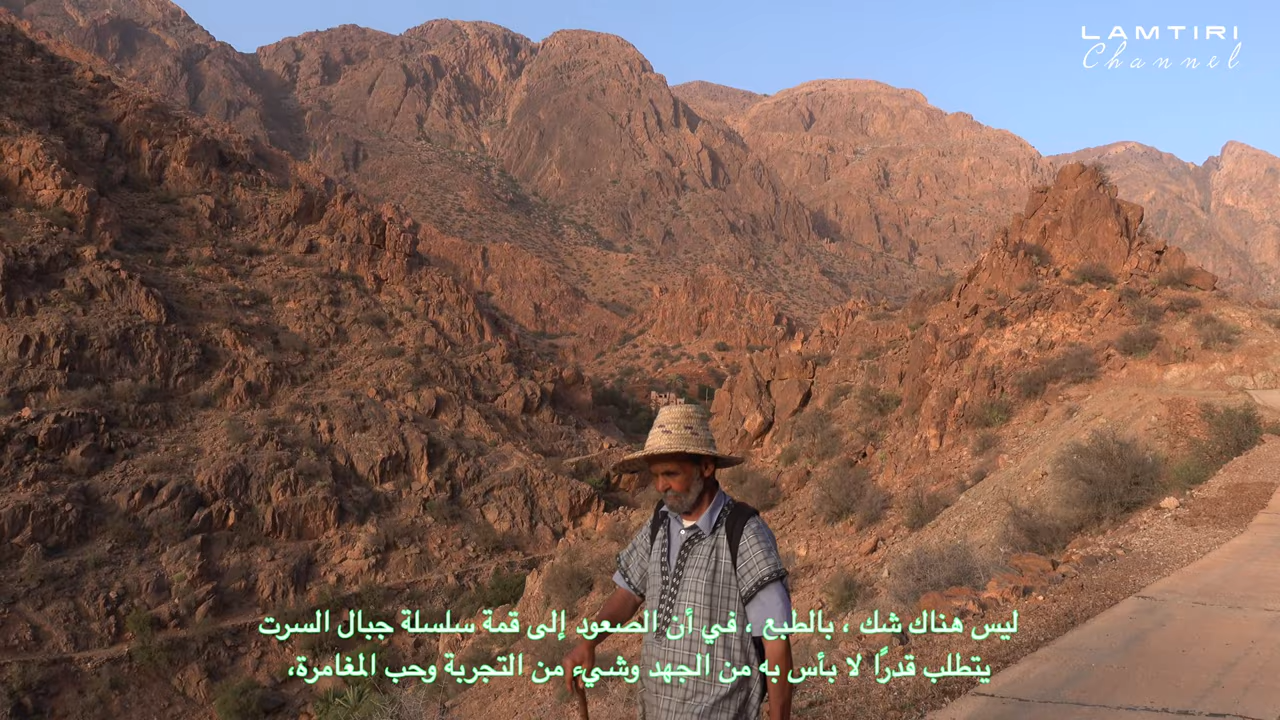 LAMTIRI
Channel
ليس هناك شك ، بالطبع ، في أن الصعود إلى قمة سلسلة جبال السرت
يتطلب قدرًا لا بأس به من الجهد وشيء من التجربة وحب المغامرة،